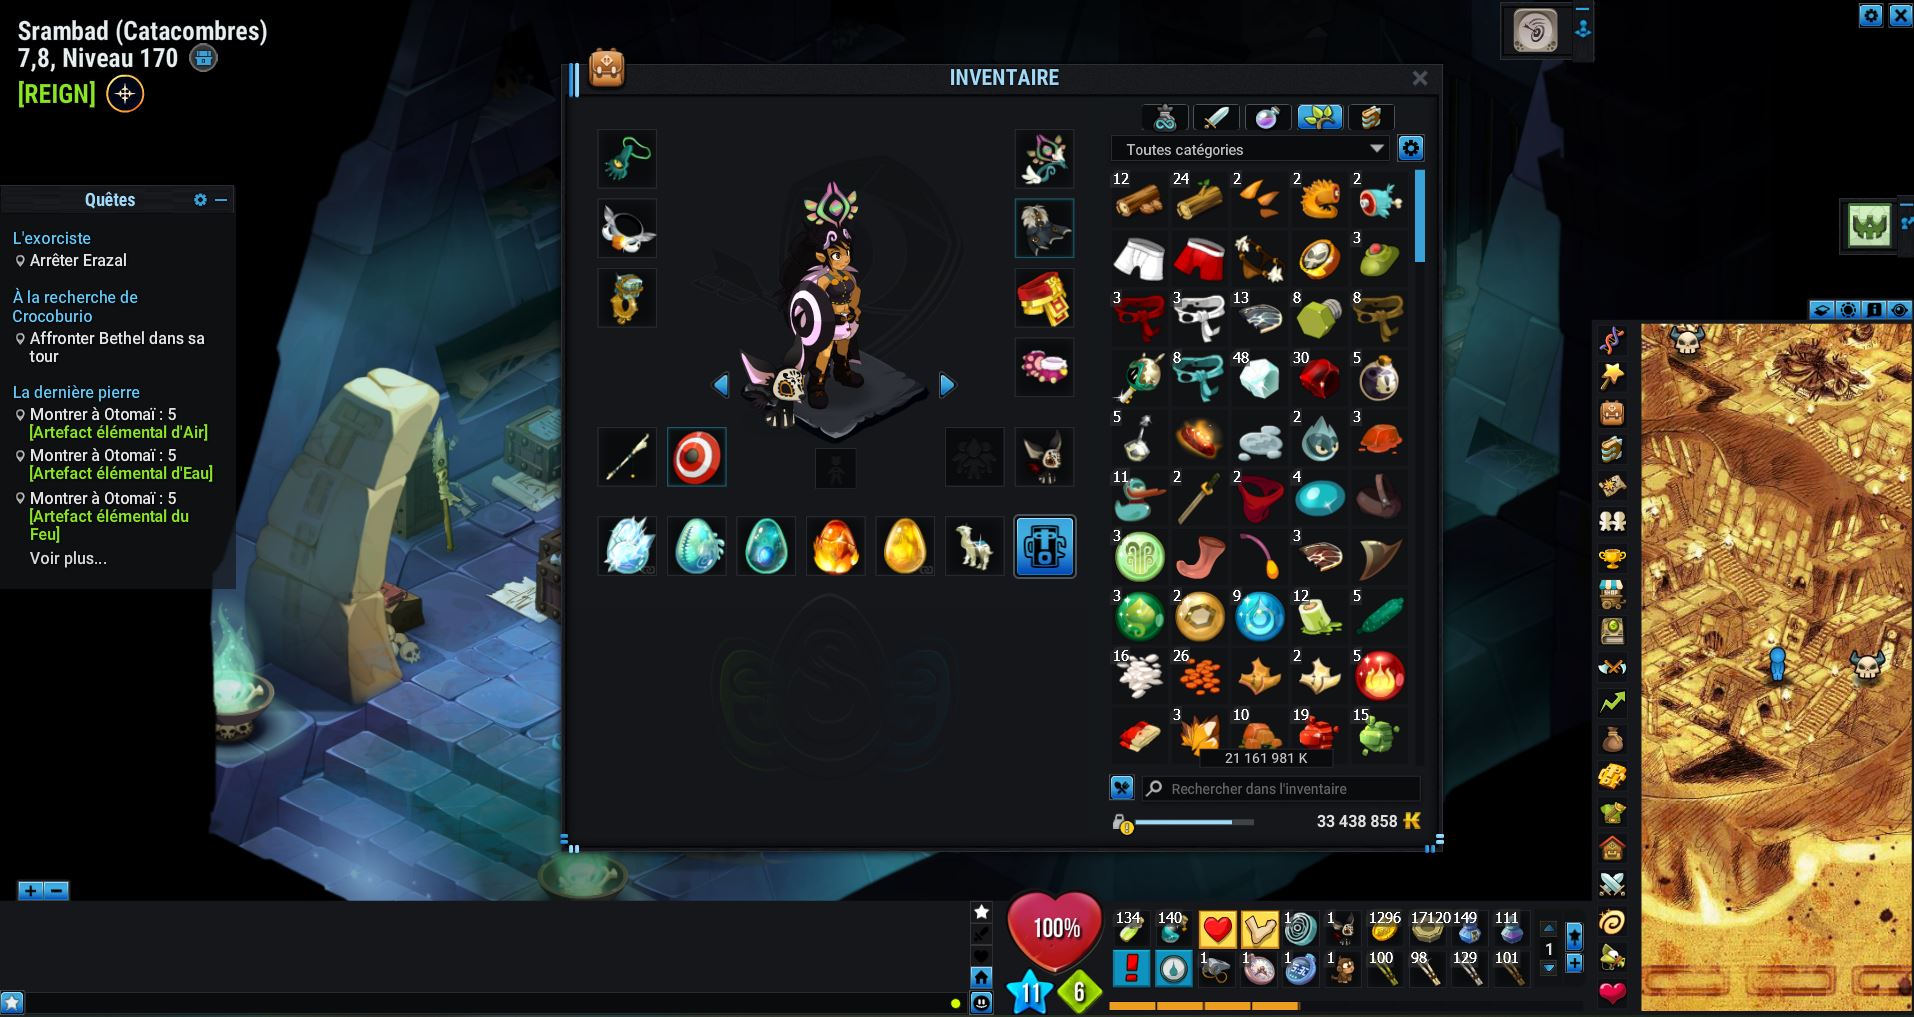 Srambad (Catacombres)
7,8, Niveau 170
[REIGN]
Quêtes
L'exorciste
Arrêter Erazal
À la recherche de
Crocoburio
Affronter Bethel dans sa
tour
La dernière pierre
Montrer à Otomaï : 5
[Artefact élémental d'Air]
Montrer à Otomaï : 5
[Artefact élémental d'Eau]
Montrer à Otomaï : 5
[Artefact élémental du
Feu]
Voir plus...
INVENTAIRE
Toutes catégories
12 24 2 2 2
3
3 3 13 8 8
8 48 30 5
5 2 3
11 2 2 4
3 3
3 2 9 12 5
16 26 2 5
3 10 19 15
21 161 981 K
Rechercher dans l'inventaire
33 438 858
100%
11 6
134 140 1 1 1296 17120 149 111
1 1 1 1 100 98 129 101
1